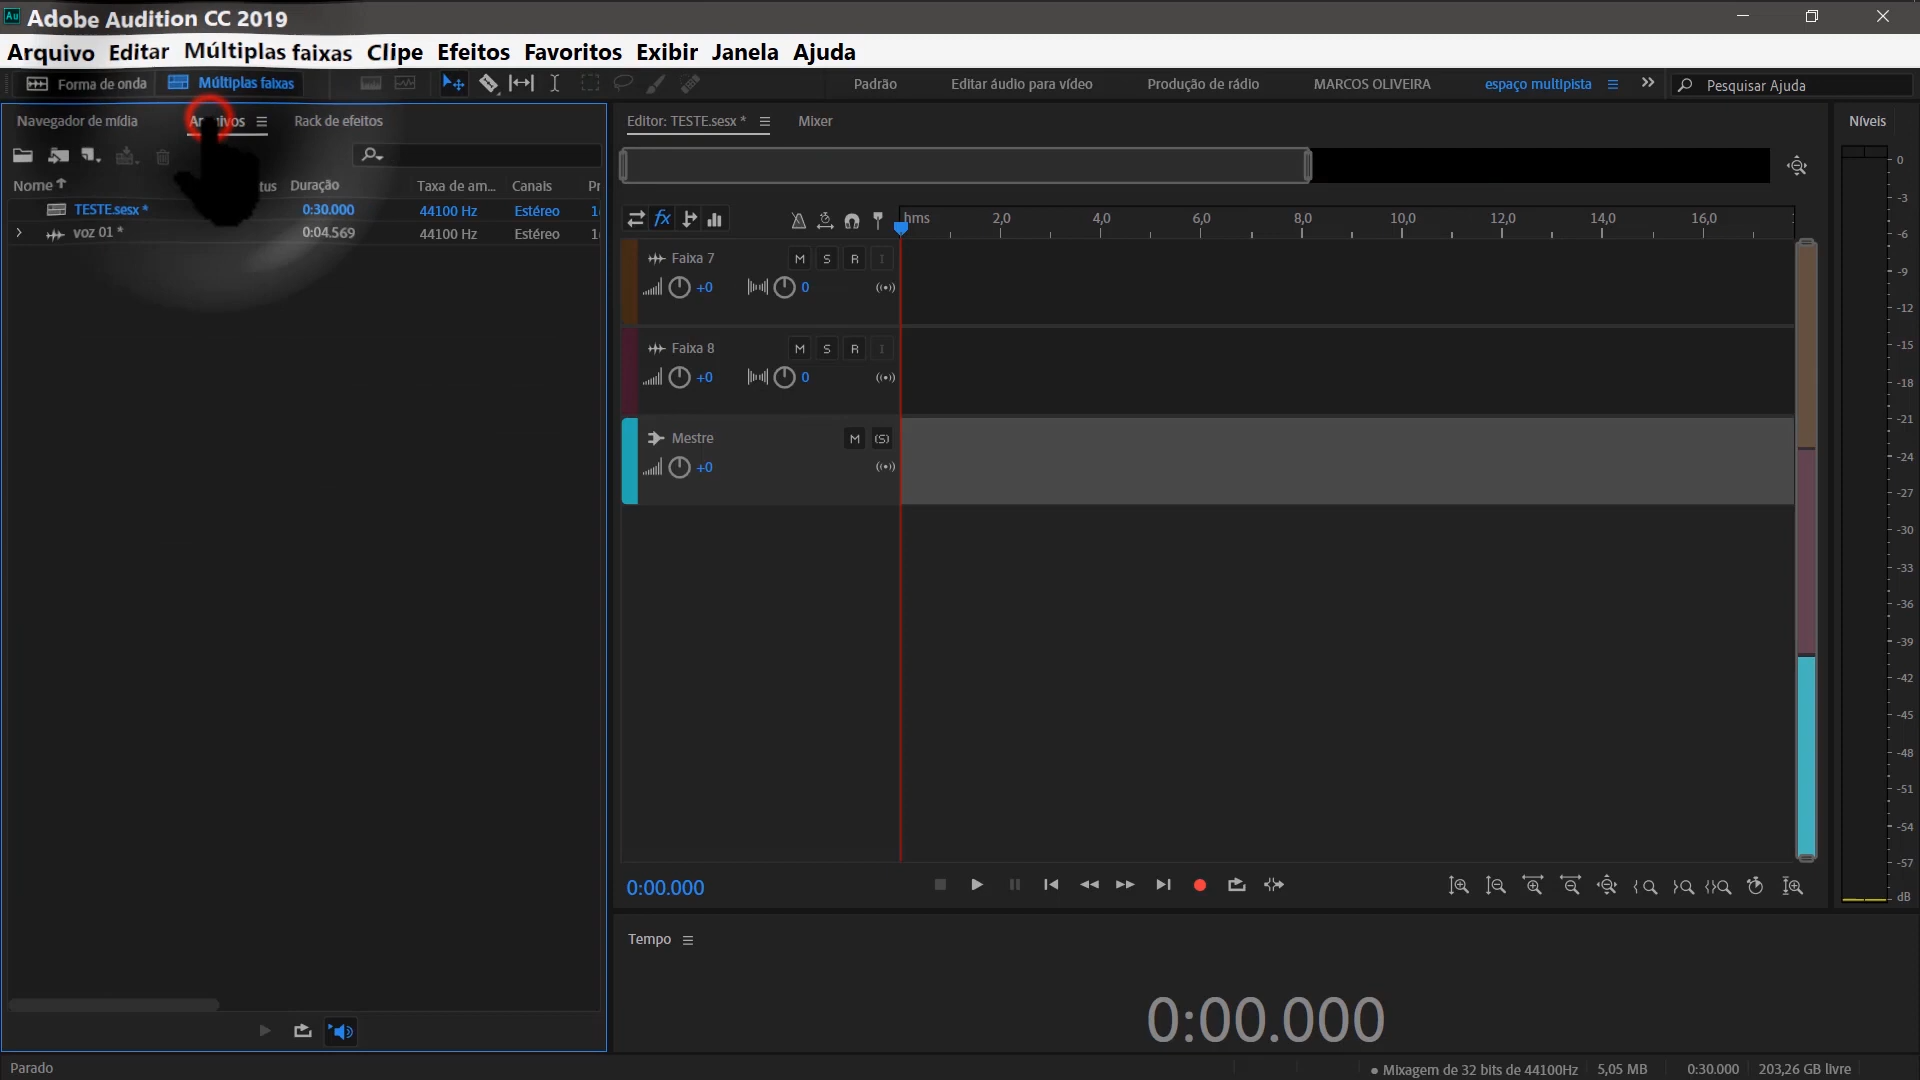 Au Adobe Audition CC 2019
Arquivo Editar Múltiplas faixas Clipe Efeitos Favoritos Exibir Janela Ajuda
Forma de onda Múltiplas faixas Padrão Editar áudio para vídeo Produção de rádio MARCOS OLIVEIRA espaço multipista Pesquisar Ajuda
Navegador de mídia Arquivos Rack de efeitos
Nome tus Duração Taxa de am... Canais Pr
TESTE.sesx * 0:30.000 44100 Hz Estéreo
voz 01 * 0:04.569 44100 Hz Estéreo
Editor: TESTE.sesx * Mixer
fx hms 2,0 4,0 6,0 8,0 10,0 12,0 14,0 16,0
Faixa 7 M S R I
+0 0
Faixa 8 M S R I
+0 0
Mestre M (S)
+0
0:00.000
Tempo
0:00.000
Níveis
0
-3
-6
-9
-12
-15
-18
-21
-24
-27
-30
-33
-36
-39
-42
-45
-48
-51
-54
-57
dB
Parado Mixagem de 32 bits de 44100Hz 5,05 MB 0:30.000 203,26 GB livre